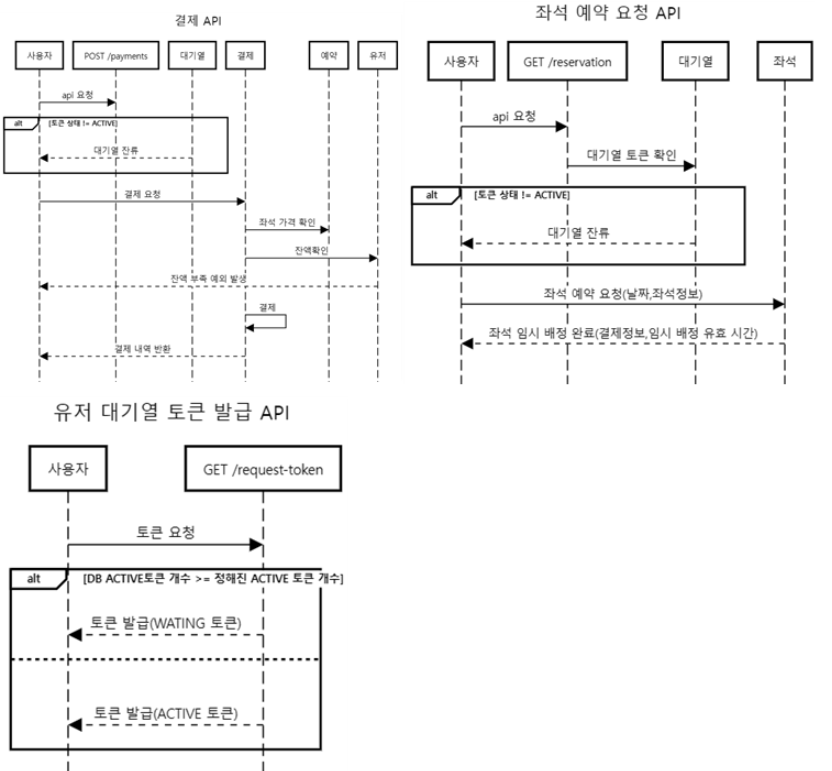 결제 API
사용자
POST /payments
대기열
결제
예약
유저
api 요청
alt
[토큰 상태 != ACTIVE]
대기열 잔류
결제 요청
좌석 가격 확인
잔액확인
잔액 부족 예외 발생
결제
결제 내역 반환
좌석 예약 요청 API
사용자
GET /reservation
대기열
좌석
api 요청
대기열 토큰 확인
alt
[토큰 상태 != ACTIVE]
대기열 잔류
좌석 예약 요청(날짜,좌석정보)
좌석 임시 배정 완료(결제정보,임시 배정 유효 시간)
유저 대기열 토큰 발급 API
사용자
GET /request-token
토큰 요청
alt
[DB ACTIVE토큰 개수 >= 정해진 ACTIVE 토큰 개수]
토큰 발급(WATING 토큰)
토큰 발급(ACTIVE 토큰)